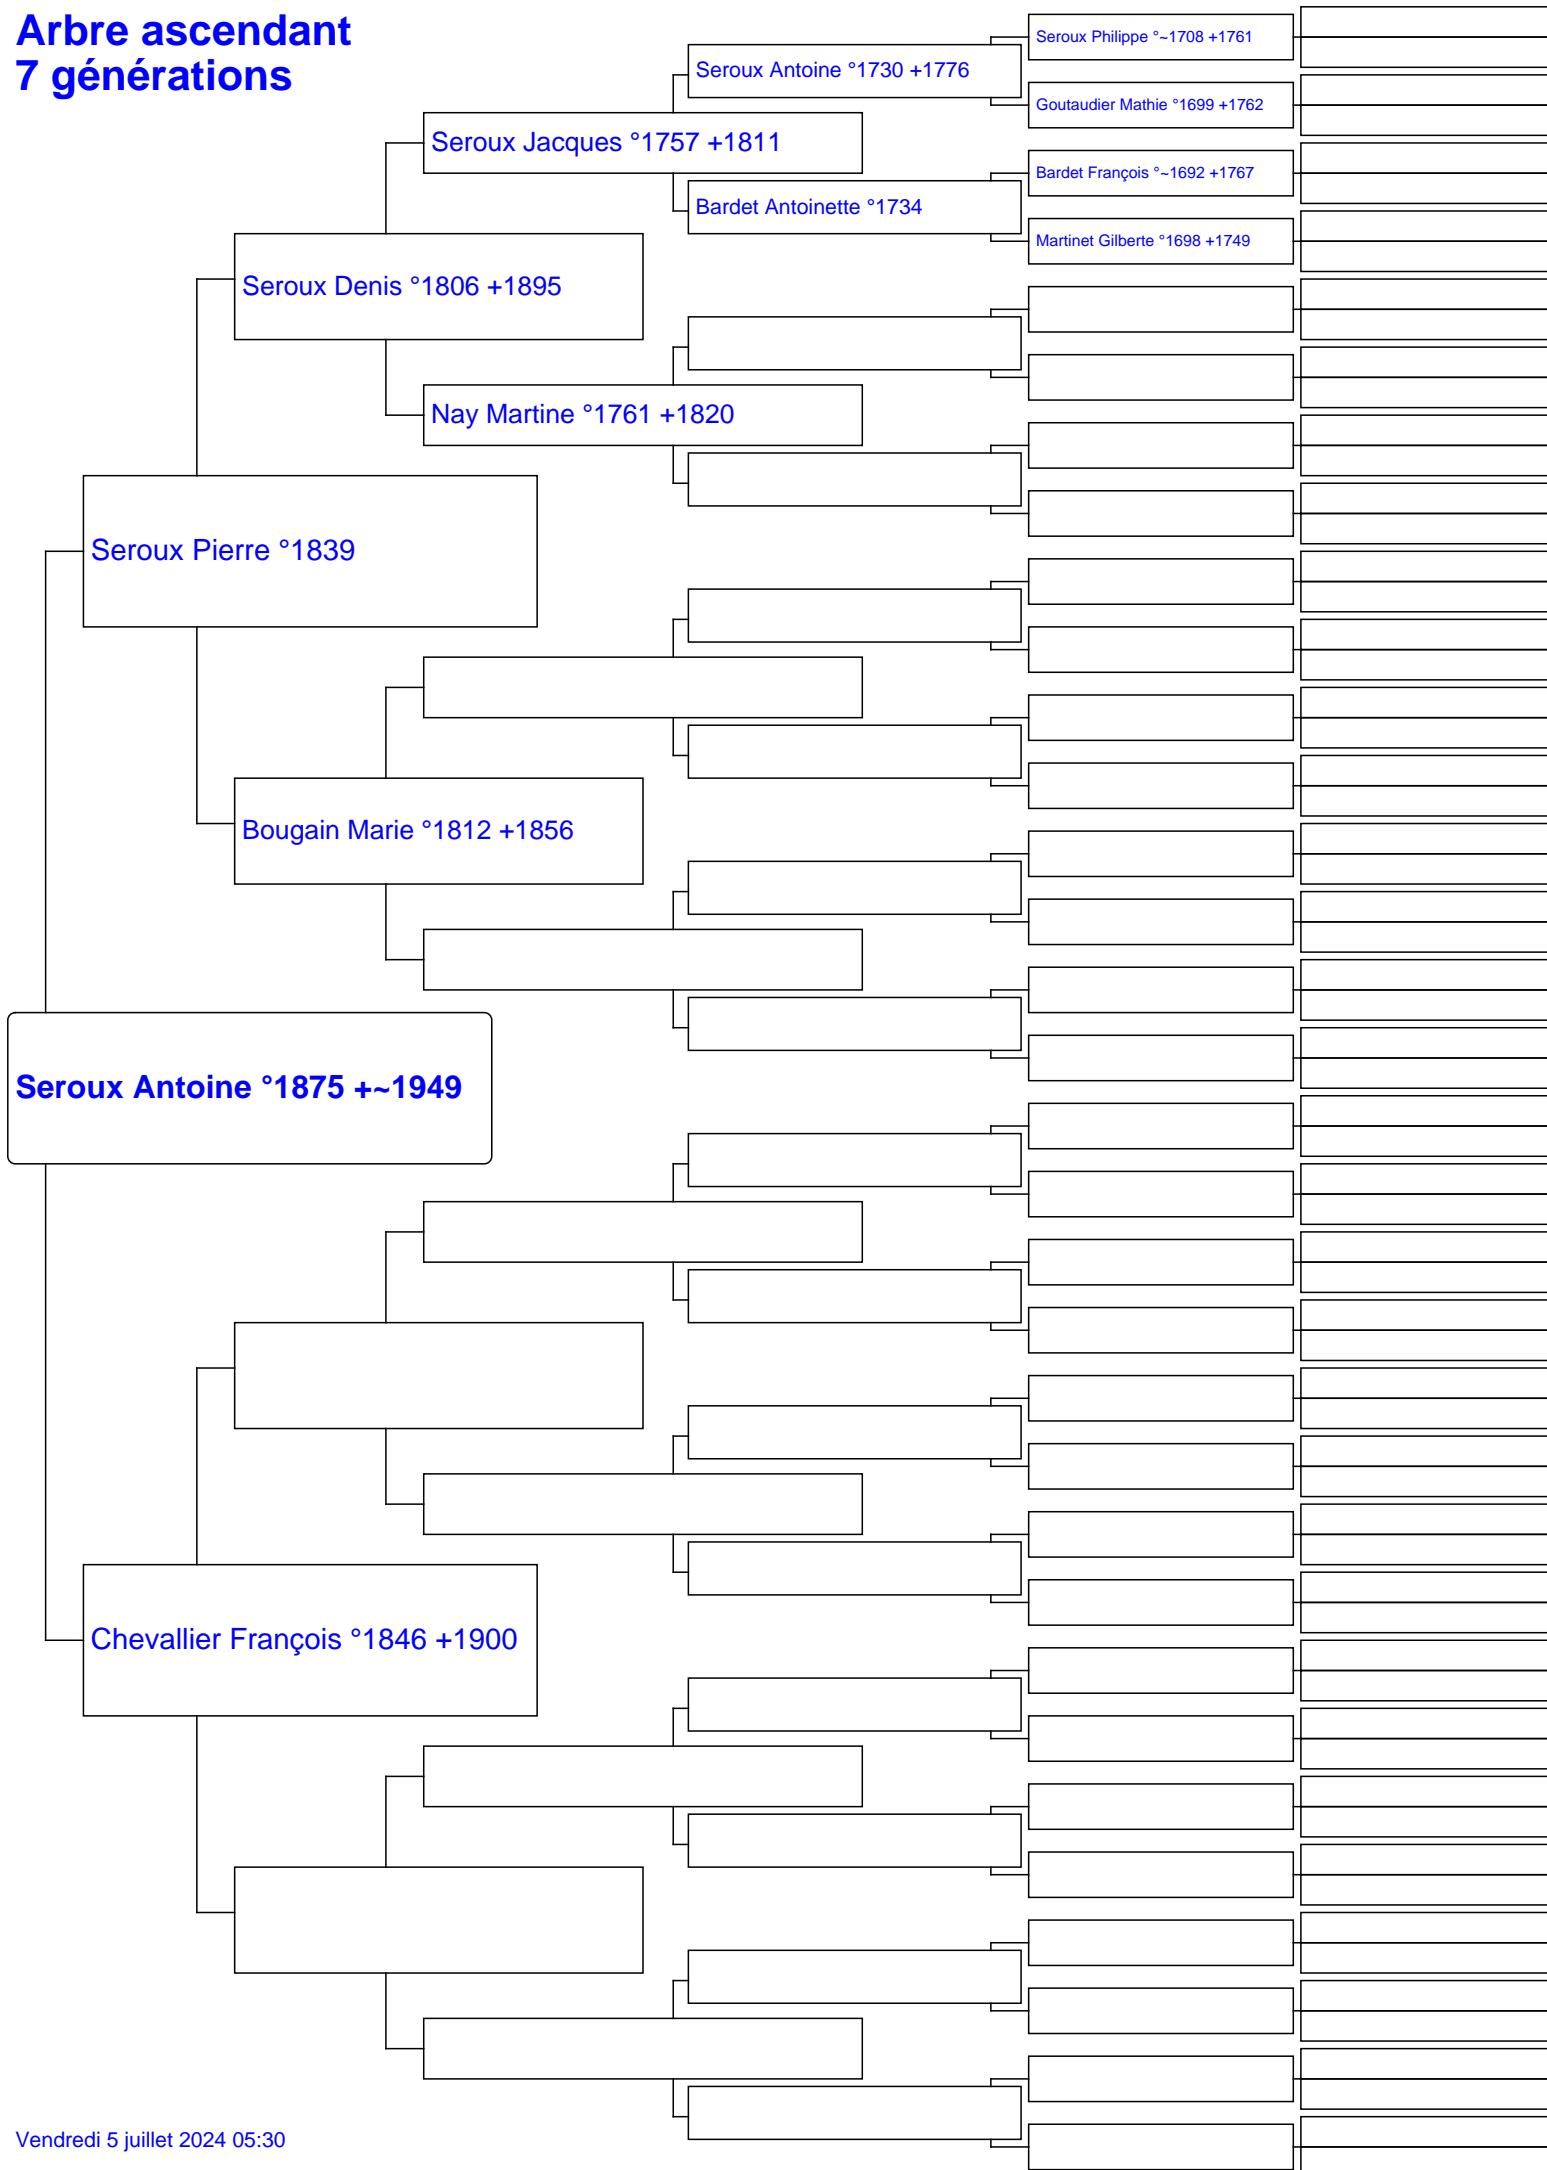 Arbre ascendant
7 générations
Seroux Philippe °~1708 +1761
Seroux Antoine °1730 +1776
Goutaudier Mathie °1699 +1762
Seroux Jacques °1757 +1811
Bardet François °~1692 +1767
Bardet Antoinette °1734
Martinet Gilberte °1698 +1749
Seroux Denis °1806 +1895
Nay Martine °1761 +1820
Seroux Pierre °1839
Bougain Marie °1812 +1856
Seroux Antoine °1875 +~1949
Chevallier François °1846 +1900
Vendredi 5 juillet 2024 05:30